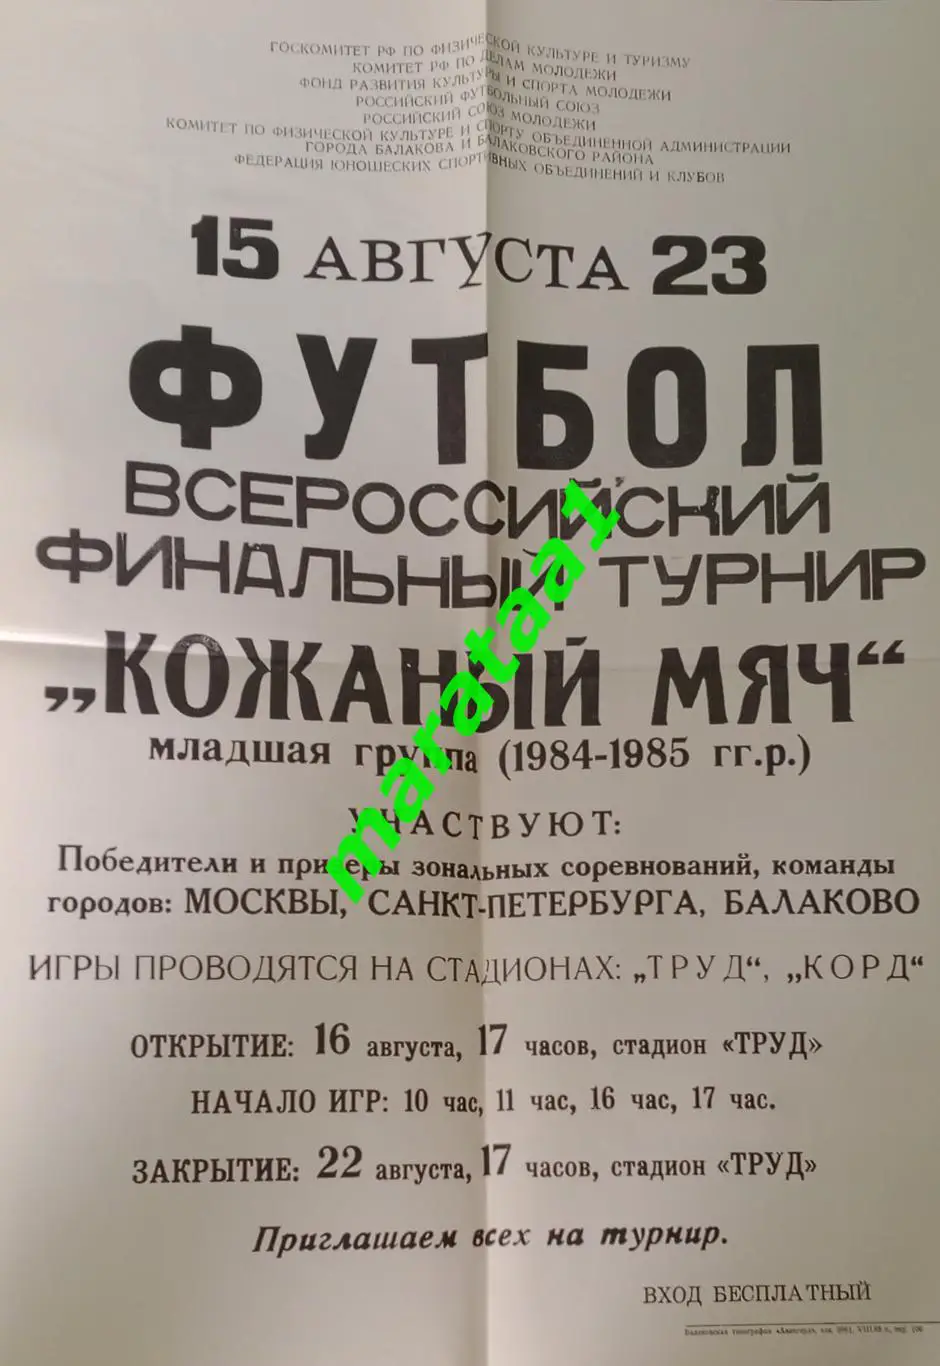 ГОСКОМИТЕТ РФ ПО ФИЗИЧЕСКОЙ КУЛЬТУРЕ И ТУРИЗМУ
КОМИТЕТ РФ ПО ДЕЛАМ МОЛОДЕЖИ
ФОНД РАЗВИТИЯ КУЛЬТУРЫ И СПОРТА МОЛОДЕЖИ
РОССИЙСКИЙ ФУТБОЛЬНЫЙ СОЮЗ
РОССИЙСКИЙ СОЮЗ МОЛОДЕЖИ
КОМИТЕТ ПО ФИЗИЧЕСКОЙ КУЛЬТУРЕ И СПОРТУ ОБЪЕДИНЕННОЙ АДМИНИСТРАЦИИ
ГОРОДА БАЛАКОВА И БАЛАКОВСКОГО РАЙОНА
ФЕДЕРАЦИЯ ЮНОШЕСКИХ СПОРТИВНЫХ ОБЪЕДИНЕНИЙ И КЛУБОВ
15 АВГУСТА 23
ФУТБОЛ
ВСЕРОССИЙСКИЙ
ФИНАЛЬНЫЙ ТУРНИР
„КОЖАНЫЙ МЯЧ“
младшая группа (1984-1985 гг.р.)
УЧАСТВУЮТ:
Победители и призеры зональных соревнований, команды
городов: МОСКВЫ, САНКТ-ПЕТЕРБУРГА, БАЛАКОВО
ИГРЫ ПРОВОДЯТСЯ НА СТАДИОНАХ: „ТРУД“, „КОРД“
ОТКРЫТИЕ: 16 августа, 17 часов, стадион «ТРУД»
НАЧАЛО ИГР: 10 час, 11 час, 16 час, 17 час.
ЗАКРЫТИЕ: 22 августа, 17 часов, стадион «ТРУД»
Приглашаем всех на турнир.
ВХОД БЕСПЛАТНЫЙ
Балаковская типография «Авангард», зак.
marataa1